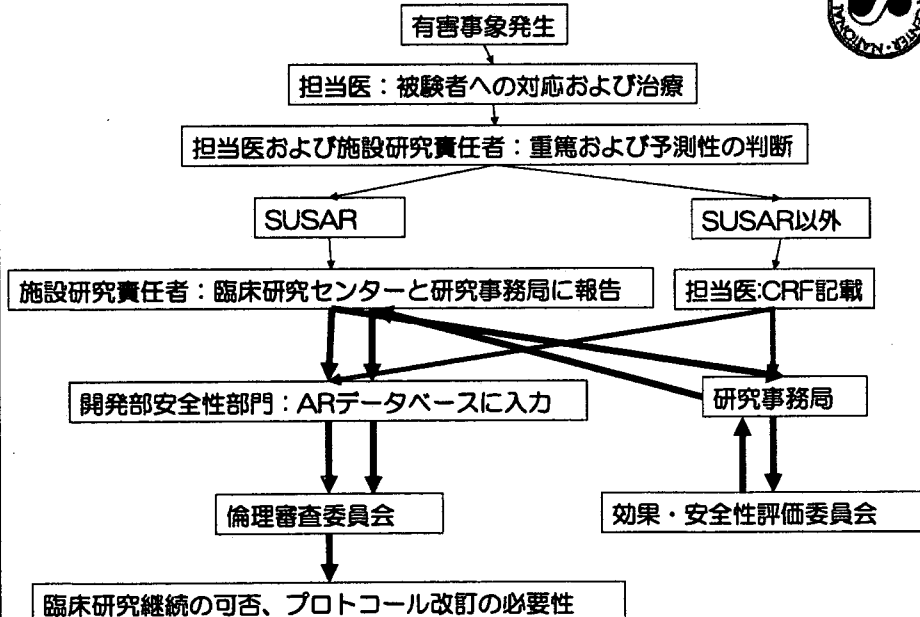 有害事象発生
担当医：被験者への対応および治療
担当医および施設研究責任者：重篤および予測性の判断
SUSAR
SUSAR以外
施設研究責任者：臨床研究センターと研究事務局に報告
担当医:CRF記載
開発部安全性部門：ARデータベースに入力
研究事務局
倫理審査委員会
効果・安全性評価委員会
臨床研究継続の可否、プロトコール改訂の必要性